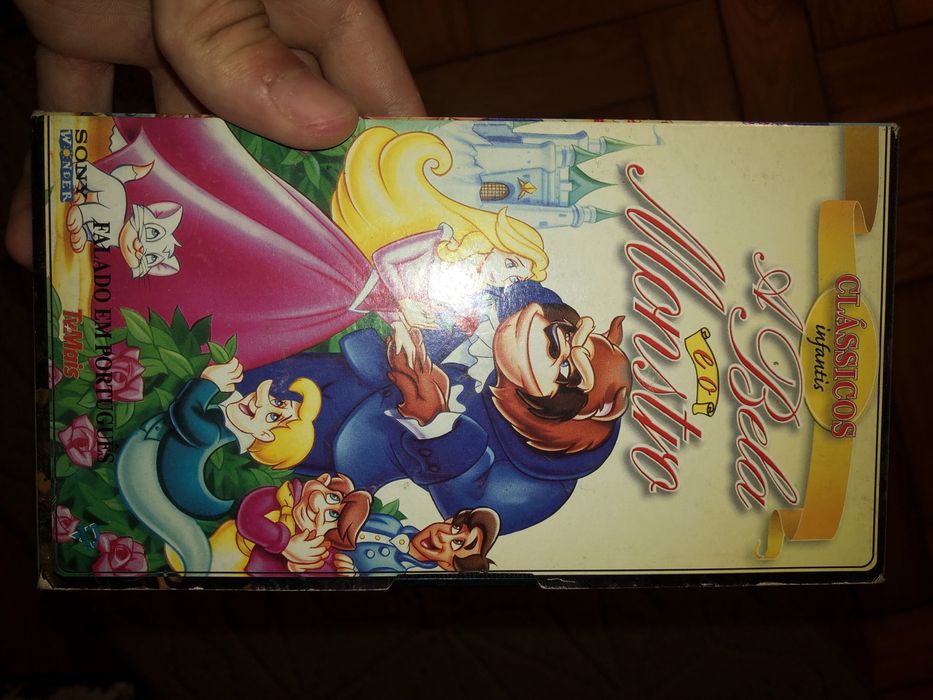 CLÁSSICOS
infantis
A Bela
e o
Monstro
TV Mais
FALADO EM PORTUGUÊS
SONY
WONDER